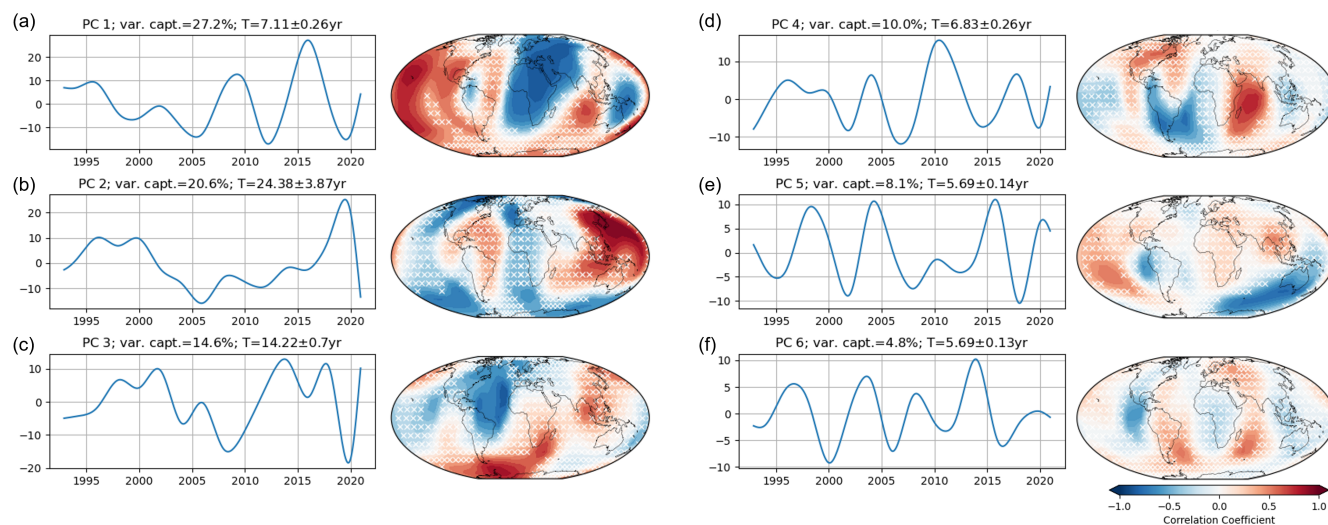 (a)
PC 1; var. capt.=27.2%; T=7.11±0.26yr
20
10
0
−10
1995 2000 2005 2010 2015 2020
(b)
PC 2; var. capt.=20.6%; T=24.38±3.87yr
20
10
0
−10
1995 2000 2005 2010 2015 2020
(c)
PC 3; var. capt.=14.6%; T=14.22±0.7yr
10
0
−10
−20
1995 2000 2005 2010 2015 2020
(d)
PC 4; var. capt.=10.0%; T=6.83±0.26yr
10
0
−10
1995 2000 2005 2010 2015 2020
(e)
PC 5; var. capt.=8.1%; T=5.69±0.14yr
10
5
0
−5
−10
1995 2000 2005 2010 2015 2020
(f)
PC 6; var. capt.=4.8%; T=5.69±0.13yr
10
5
0
−5
−10
1995 2000 2005 2010 2015 2020
−1.0 −0.5 0.0 0.5 1.0
Correlation Coefficient